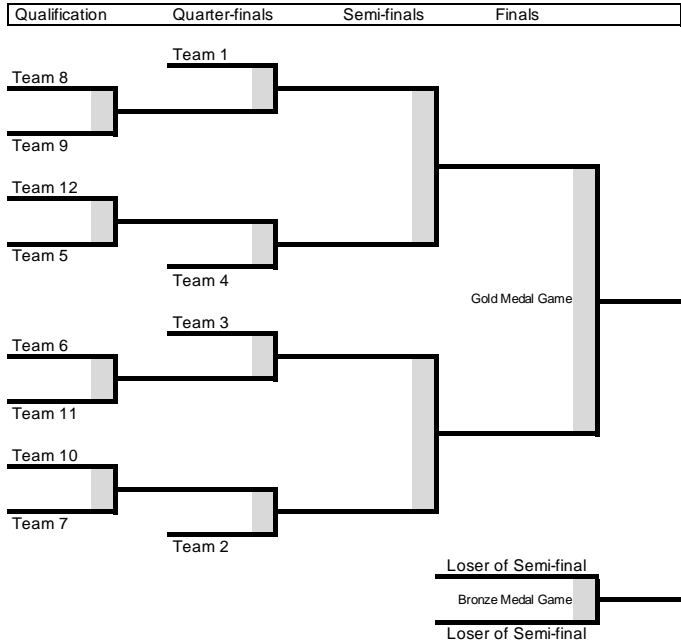 Qualification Quarter-finals Semi-finals Finals
Team 1
Team 8
Team 9
Team 12
Team 5
Team 4
Gold Medal Game
Team 3
Team 6
Team 11
Team 10
Team 7
Team 2
Loser of Semi-final
Bronze Medal Game
Loser of Semi-final